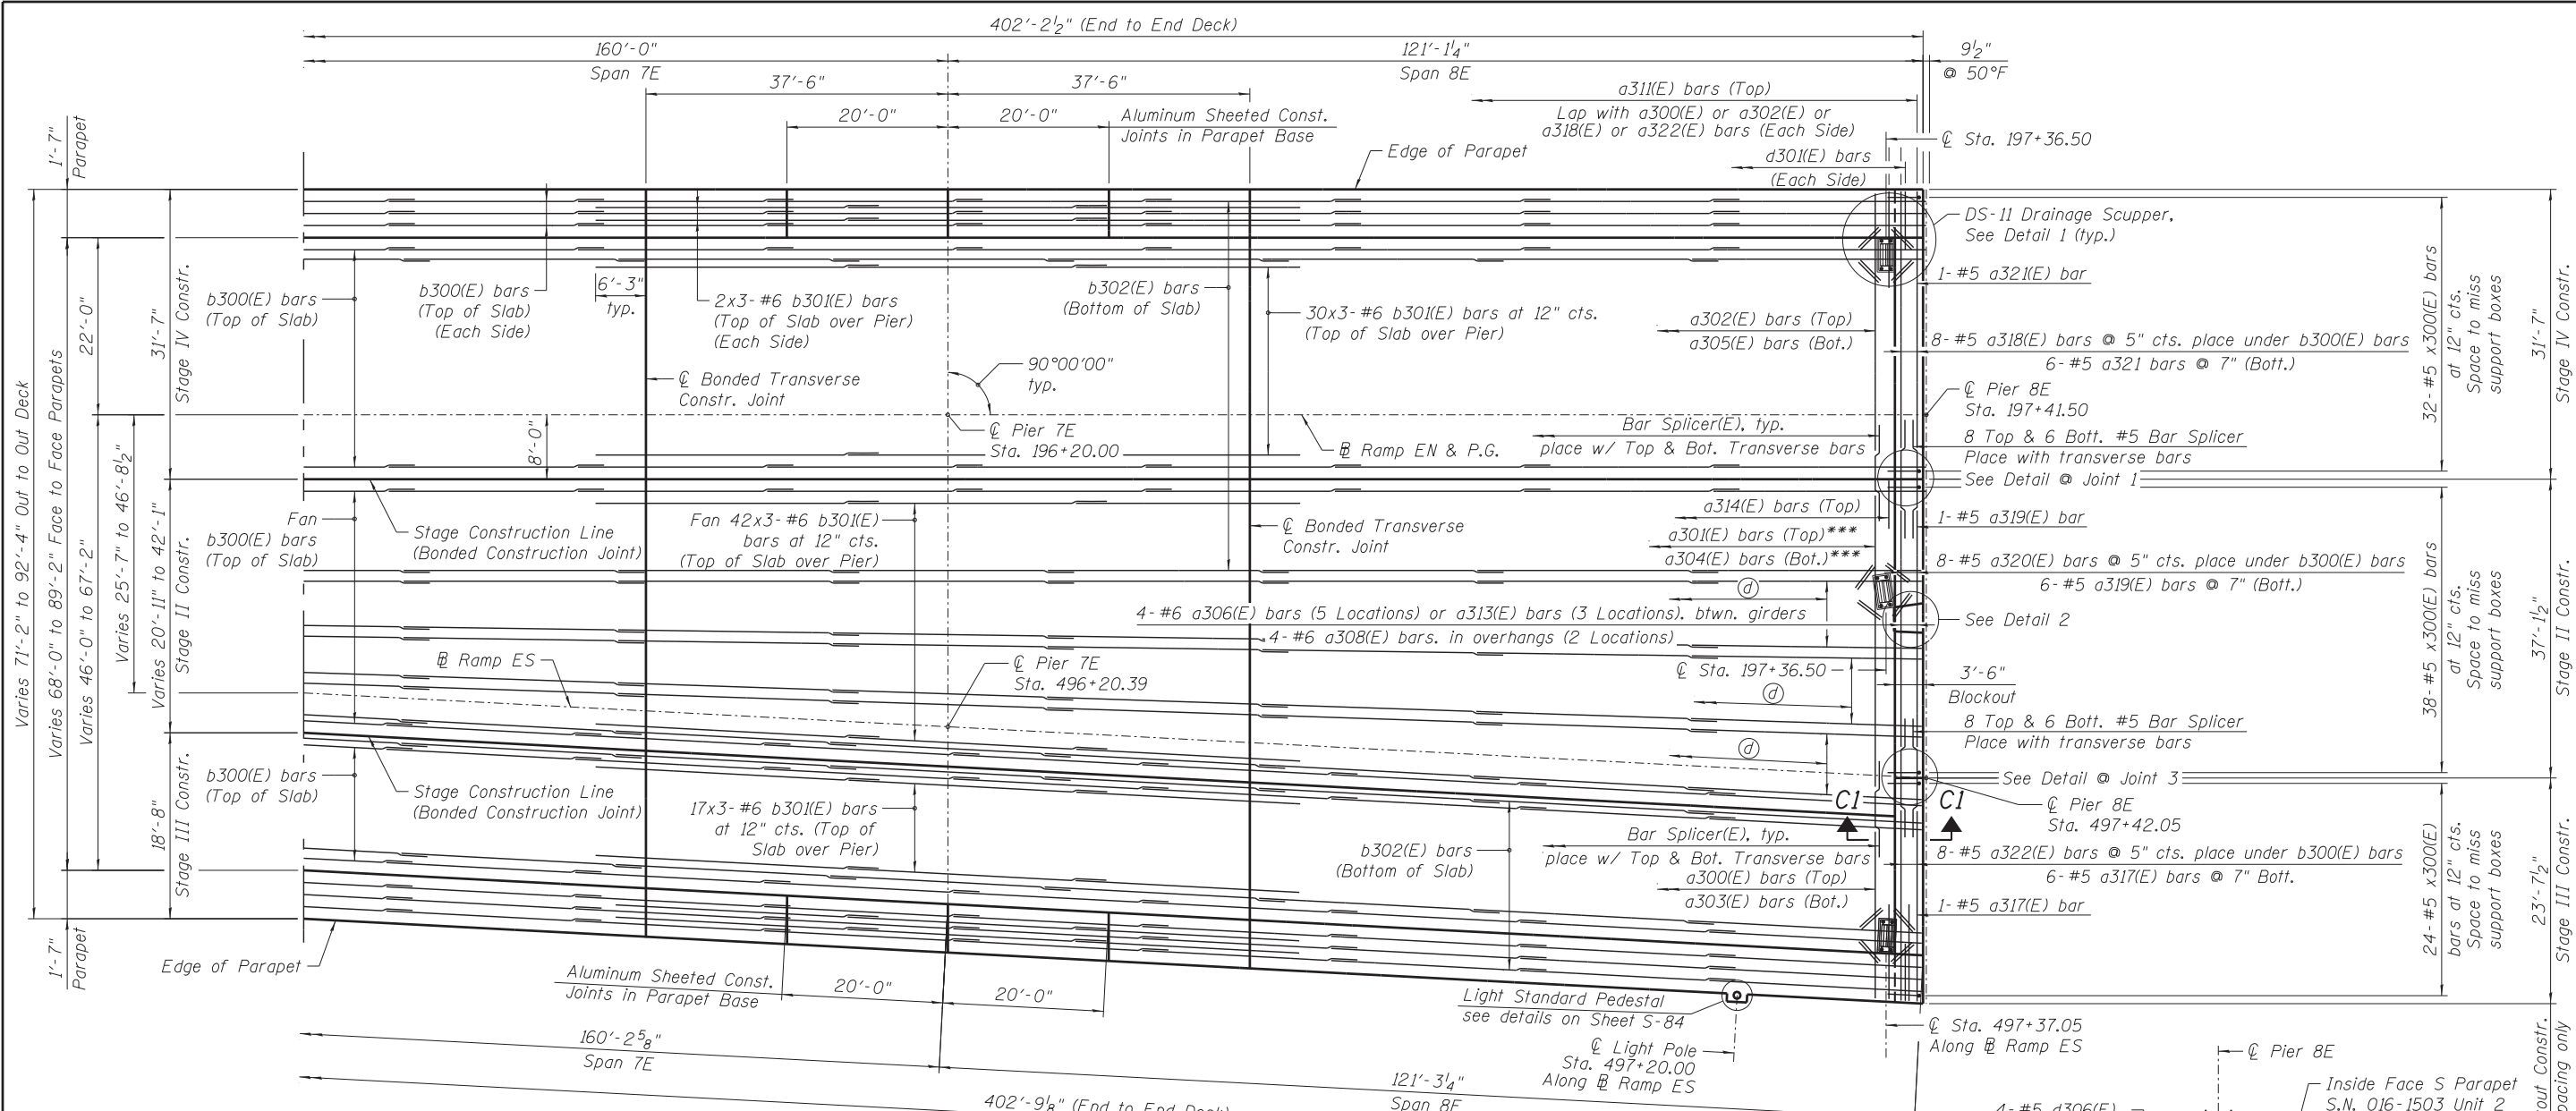 402'-2½" (End to End Deck)
160'-0"
Span 7E
121'-1¼"
Span 8E
9½"
@ 50°F
37'-6"
37'-6"
a311(E) bars (Top)
Lap with a300(E) or a302(E) or
a318(E) or a322(E) bars (Each Side)
20'-0"
20'-0"
Aluminum Sheeted Const.
Joints in Parapet Base
℄ Sta. 197+36.50
Edge of Parapet
d301(E) bars
(Each Side)
1'-7"
Parapet
DS-11 Drainage Scupper,
See Detail 1 (typ.)
1-#5 a321(E) bar
b300(E) bars
(Top of Slab)
b300(E) bars
(Top of Slab)
(Each Side)
6'-3"
typ.
2x3-#6 b301(E) bars
(Top of Slab over Pier)
(Each Side)
b302(E) bars
(Bottom of Slab)
30x3-#6 b301(E) bars at 12" cts.
(Top of Slab over Pier)
a302(E) bars (Top)
a305(E) bars (Bot.)
8-#5 a318(E) bars @ 5" cts. place under b300(E) bars
6-#5 a321 bars @ 7" (Bott.)
90°00'00"
typ.
℄ Bonded Transverse
Constr. Joint
℄ Pier 7E
Sta. 196+20.00
℄ Pier 8E
Sta. 197+41.50
8'-0"
Bar Splicer(E), typ.
place w/ Top & Bot. Transverse bars
8 Top & 6 Bott. #5 Bar Splicer
Place with transverse bars
B Ramp EN & P.G.
See Detail @ Joint 1
Varies 71'-2" to 92'-4" Out to Out Deck
Varies 68'-0" to 89'-2" Face to Face Parapets
22'-0"
Varies 46'-0" to 67'-2"
Varies 25'-7" to 46'-8½"
31'-7"
Stage IV Constr.
Varies 20'-11" to 42'-1"
Stage II Constr.
18'-8"
Stage III Constr.
1'-7"
Parapet
32-#5 x300(E) bars
at 12" cts.
Space to miss
support boxes
31'-7"
Stage IV Constr.
Fan
b300(E) bars
(Top of Slab)
Stage Construction Line
(Bonded Construction Joint)
Fan 42x3-#6 b301(E)
bars at 12" cts.
(Top of Slab over Pier)
℄ Bonded Transverse
Constr. Joint
a314(E) bars (Top)
a301(E) bars (Top)***
a304(E) bars (Bot.)***
1-#5 a319(E) bar
8-#5 a320(E) bars @ 5" cts. place under b300(E) bars
6-#5 a319(E) bars @ 7" (Bott.)
d
4-#6 a306(E) bars (5 Locations) or a313(E) bars (3 Locations). btwn. girders
4-#6 a308(E) bars. in overhangs (2 Locations)
See Detail 2
B Ramp ES
℄ Pier 7E
Sta. 496+20.39
℄ Sta. 197+36.50
3'-6"
Blockout
d
8 Top & 6 Bott. #5 Bar Splicer
Place with transverse bars
d
38-#5 x300(E) bars
at 12" cts.
Space to miss
support boxes
37'-1½"
Stage II Constr.
See Detail @ Joint 3
b300(E) bars
(Top of Slab)
Stage Construction Line
(Bonded Construction Joint)
17x3-#6 b301(E) bars
at 12" cts. (Top of
Slab over Pier)
C1
C1
℄ Pier 8E
Sta. 497+42.05
b302(E) bars
(Bottom of Slab)
Bar Splicer(E), typ.
place w/ Top & Bot. Transverse bars
a300(E) bars (Top)
a303(E) bars (Bot.)
8-#5 a322(E) bars @ 5" cts. place under b300(E) bars
6-#5 a317(E) bars @ 7" Bott.
1-#5 a317(E) bar
24-#5 x300(E)
bars at 12" cts.
Space to miss
support boxes
23'-7½"
Stage III Constr.
Edge of Parapet
Aluminum Sheeted Const.
Joints in Parapet Base
20'-0"
20'-0"
Light Standard Pedestal
see details on Sheet S-84
℄ Light Pole
Sta. 497+20.00
Along B Ramp ES
℄ Sta. 497+37.05
Along B Ramp ES
160'-2⅝"
Span 7E
121'-3¼"
Span 8E
402'-9⅛" (End to End Deck)
℄ Pier 8E
Inside Face S Parapet
S.N. 016-1503 Unit 2
4-#5 d306(E)
out Constr.
pacing only